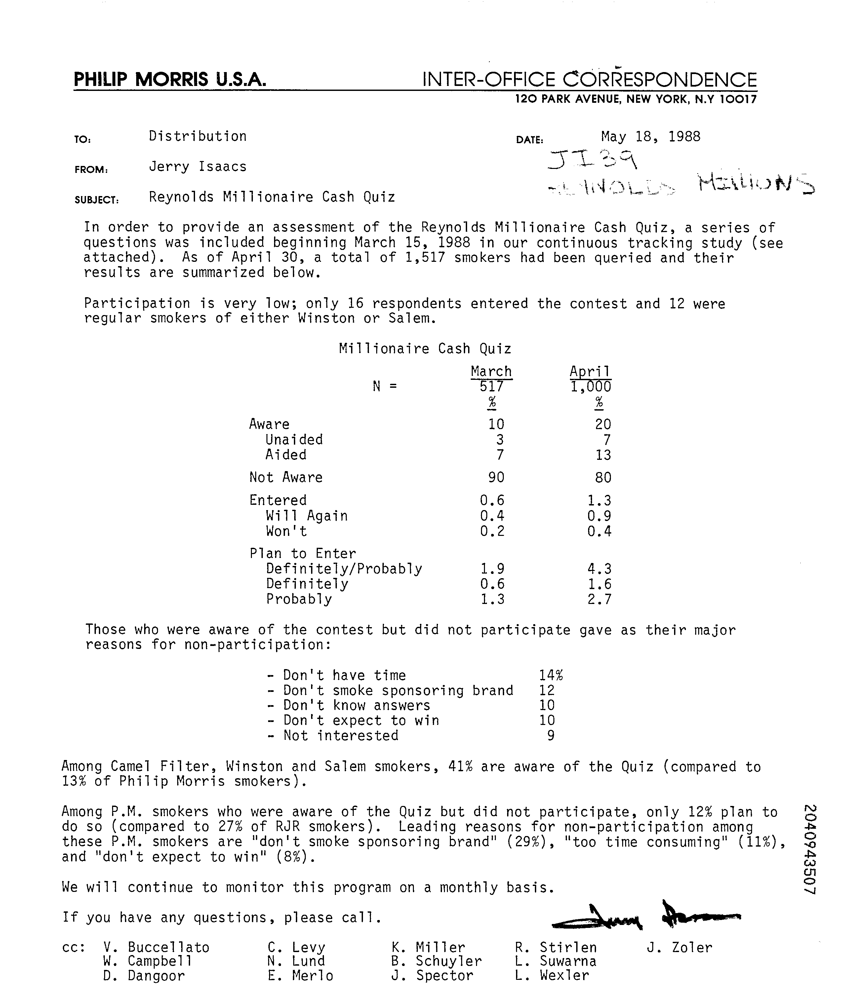 PHILIP MORRIS U.S.A. INTER-OFFICE CORRESPONDENCE
120 PARK AVENUE, NEW YORK, N.Y 10017
TO: Distribution DATE: May 18, 1988
JI39
FROM: Jerry Isaacs
MILLIONS
SUBJECT: Reynolds Millionaire Cash Quiz
In order to provide an assessment of the Reynolds Millionaire Cash Quiz, a series of
questions was included beginning March 15, 1988 in our continuous tracking study (see
attached). As of April 30, a total of 1,517 smokers had been queried and their
results are summarized below.
Participation is very low; only 16 respondents entered the contest and 12 were
regular smokers of either Winston or Salem.
Millionaire Cash Quiz
March April
N = 517 1,000
% %
Aware 10 20
Unaided 3 7
Aided 7 13
Not Aware 90 80
Entered 0.6 1.3
Will Again 0.4 0.9
Won't 0.2 0.4
Plan to Enter
Definitely/Probably 1.9 4.3
Definitely 0.6 1.6
Probably 1.3 2.7
Those who were aware of the contest but did not participate gave as their major
reasons for non-participation:
- Don't have time 14%
- Don't smoke sponsoring brand 12
- Don't know answers 10
- Don't expect to win 10
- Not interested 9
Among Camel Filter, Winston and Salem smokers, 41% are aware of the Quiz (compared to
13% of Philip Morris smokers).
Among P.M. smokers who were aware of the Quiz but did not participate, only 12% plan to
do so (compared to 27% of RJR smokers). Leading reasons for non-participation among
these P.M. smokers are "don't smoke sponsoring brand" (29%), "too time consuming" (11%),
and "don't expect to win" (8%).
We will continue to monitor this program on a monthly basis.
If you have any questions, please call.
cc: V. Buccellato C. Levy K. Miller R. Stirlen J. Zoler
W. Campbell N. Lund B. Schuyler L. Suwarna
D. Dangoor E. Merlo J. Spector L. Wexler
2040943507